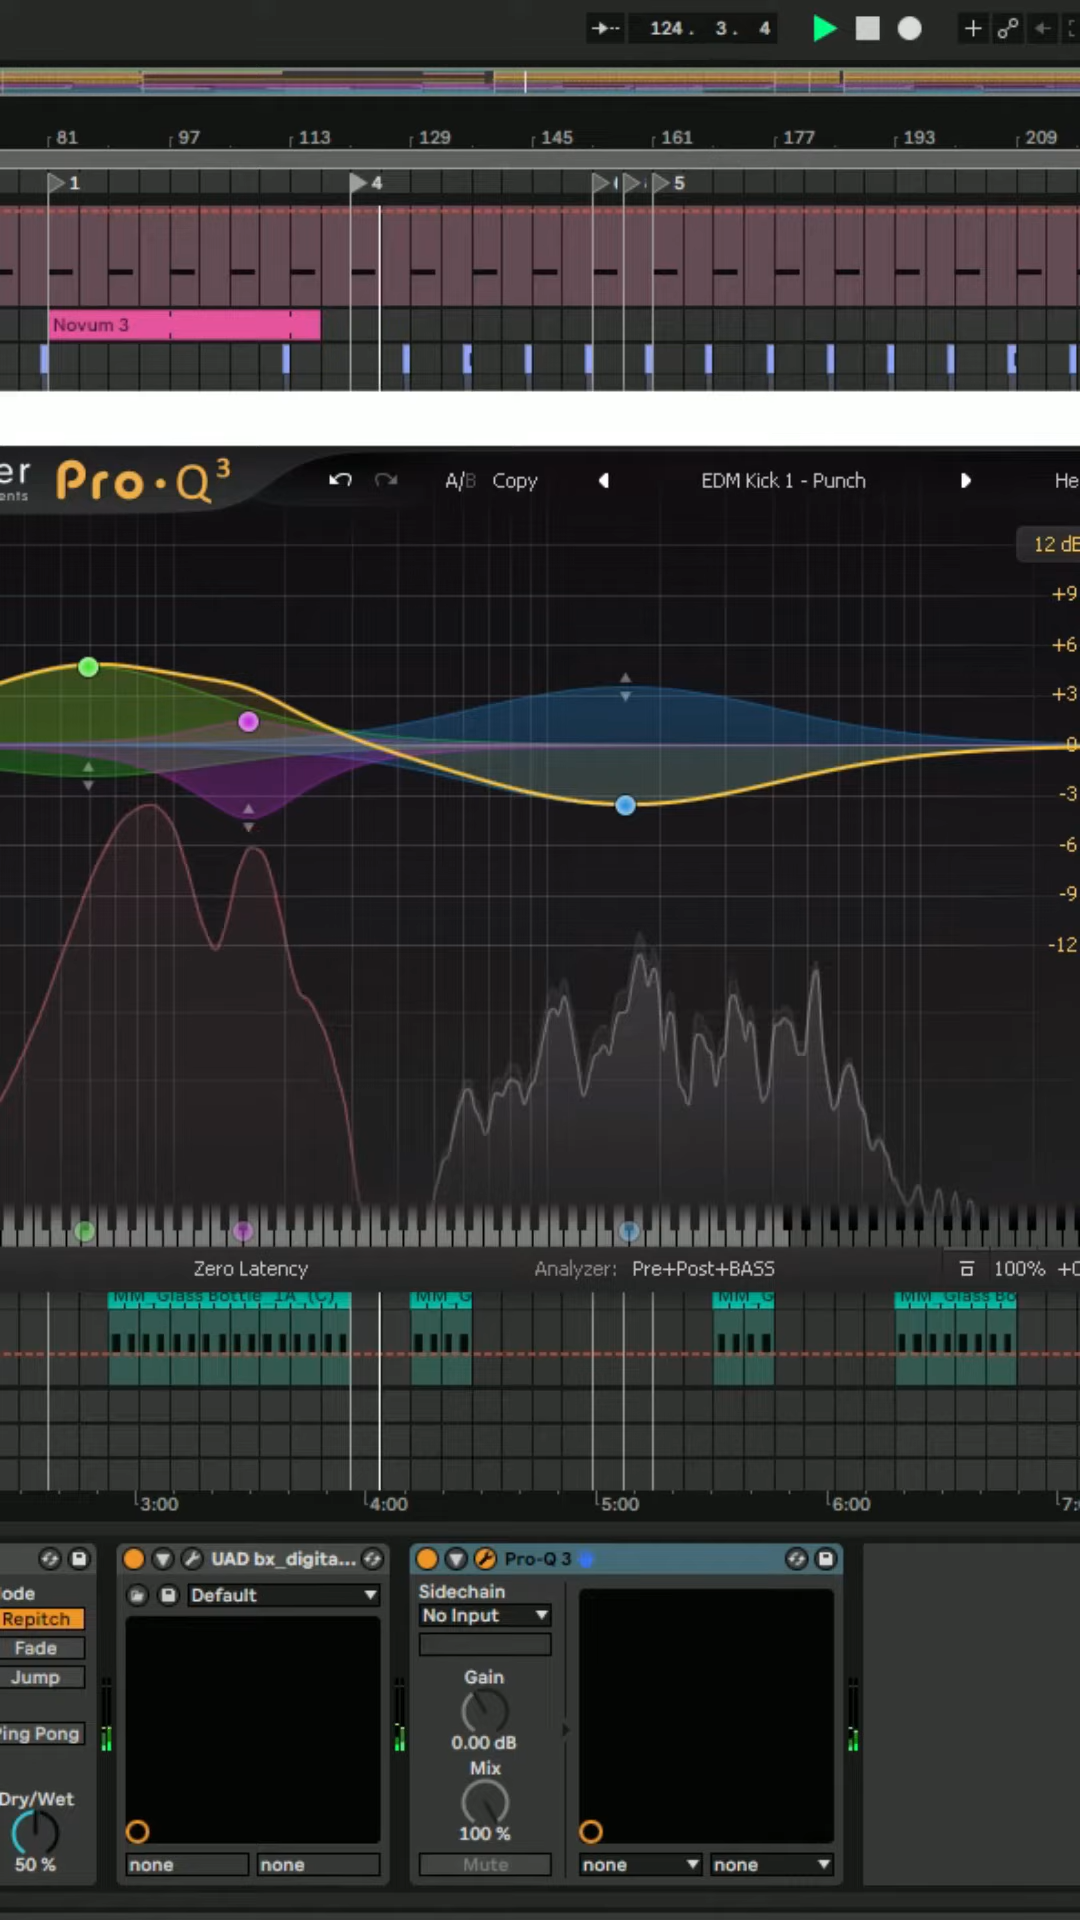 124. 3. 4
81 97 113 129 145 161 177 193 209
1 4 5
Novum 3
er
ents
Pro·Q³
A/B Copy EDM Kick 1 - Punch He
12 dB
+9
+6
+3
0
-3
-6
-9
-12
Zero Latency Analyzer: Pre+Post+BASS 100% +0
MM_Glass Bottle_1A_(C) MM_G MM_G MM_Glass Bo
3:00 4:00 5:00 6:00 7:0
UAD bx_digita... Pro-Q 3
ode
Repitch
Fade
Jump
Ping Pong
Dry/Wet
50 %
Default
none none
Sidechain
No Input
Gain
0.00 dB
Mix
100 %
Mute
none none